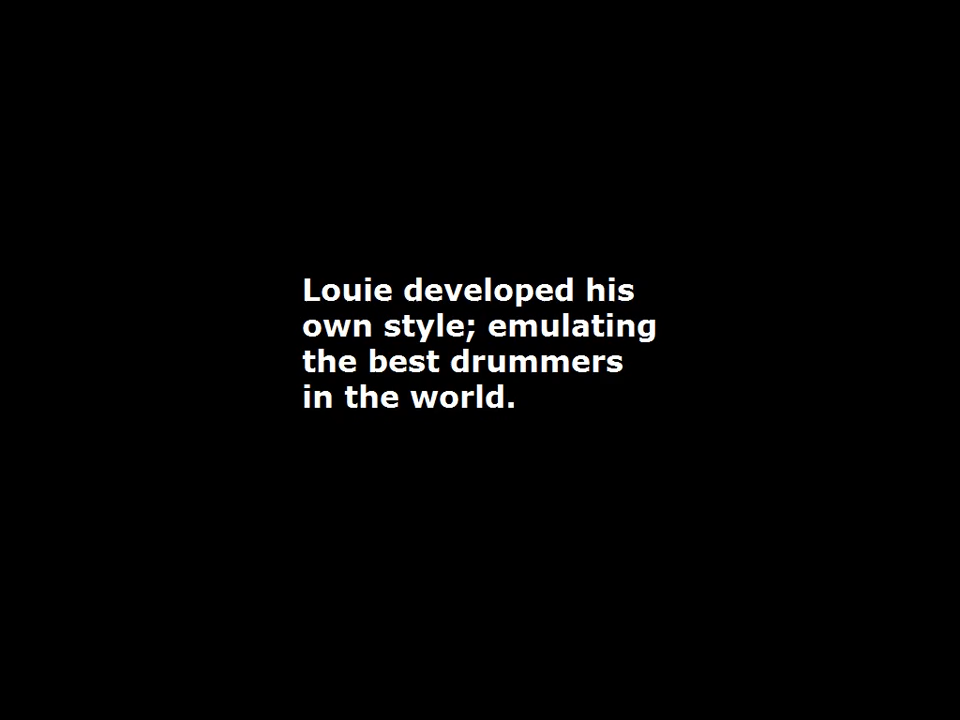 Louie developed his
own style; emulating
the best drummers
in the world.